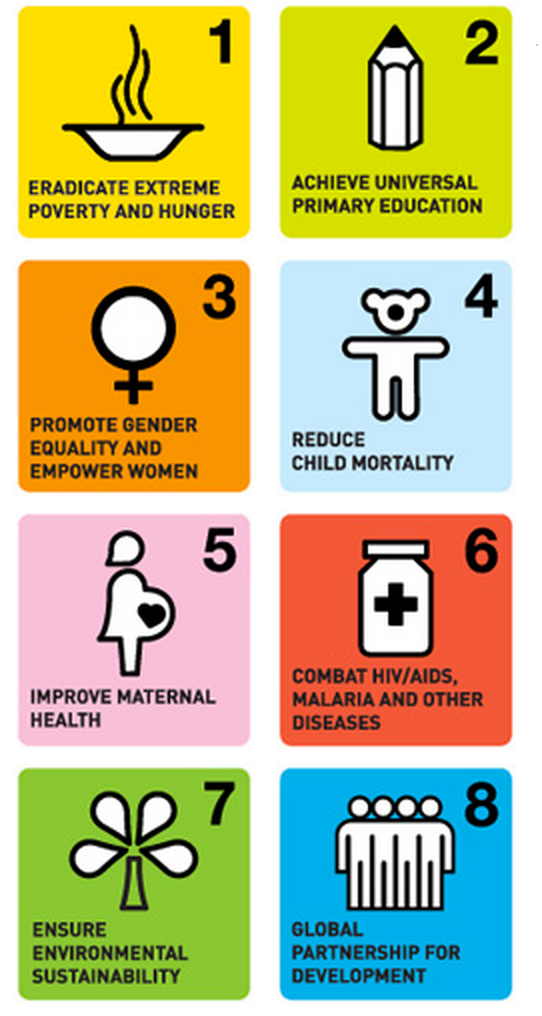 1
ERADICATE EXTREME
POVERTY AND HUNGER
2
ACHIEVE UNIVERSAL
PRIMARY EDUCATION
3
PROMOTE GENDER
EQUALITY AND
EMPOWER WOMEN
4
REDUCE
CHILD MORTALITY
5
IMPROVE MATERNAL
HEALTH
6
COMBAT HIV/AIDS,
MALARIA AND OTHER
DISEASES
7
ENSURE
ENVIRONMENTAL
SUSTAINABILITY
8
GLOBAL
PARTNERSHIP FOR
DEVELOPMENT